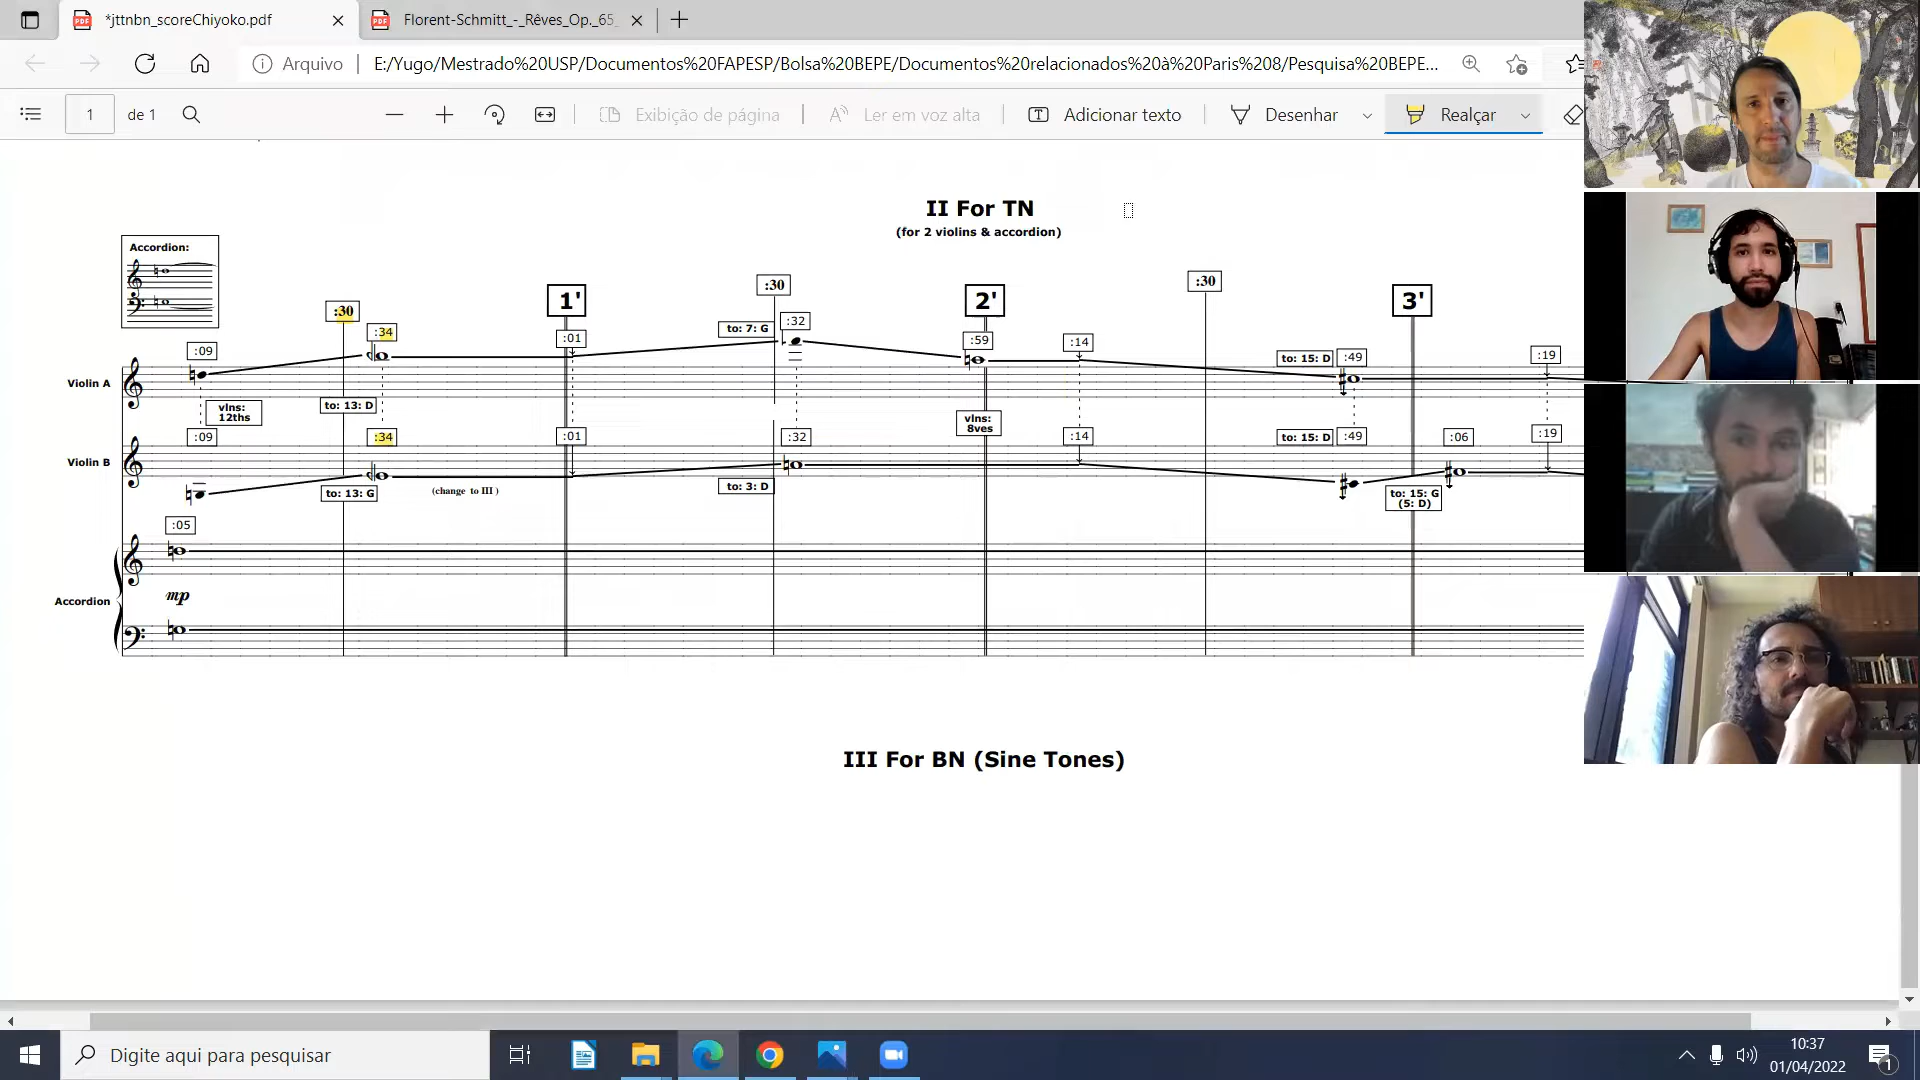 *jttnbn_scoreChiyoko.pdf
Florent-Schmitt_-_Rêves_Op._65_
Arquivo
E:/Yugo/Mestrado%20USP/Documentos%20FAPESP/Bolsa%20BEPE/Documentos%20relacionados%20à%20Paris%208/Pesquisa%20BEPE...
1 de 1
Exibição de página
Ler em voz alta
Adicionar texto
Desenhar
Realçar
II For TN
(for 2 violins & accordion)
Accordion:
:30
:34
1'
:30
2'
:30
3'
:09
:01
to: 7: G
:32
:59
:14
to: 15: D
:49
:19
Violin A
vlns:
12ths
to: 13: D
vlns:
8ves
:09
:34
:01
:32
:14
to: 15: D
:49
:06
:19
Violin B
to: 13: G
(change to III )
to: 3: D
to: 15: G
(5: D)
:05
mp
Accordion
III For BN (Sine Tones)
Digite aqui para pesquisar
10:37
01/04/2022
1